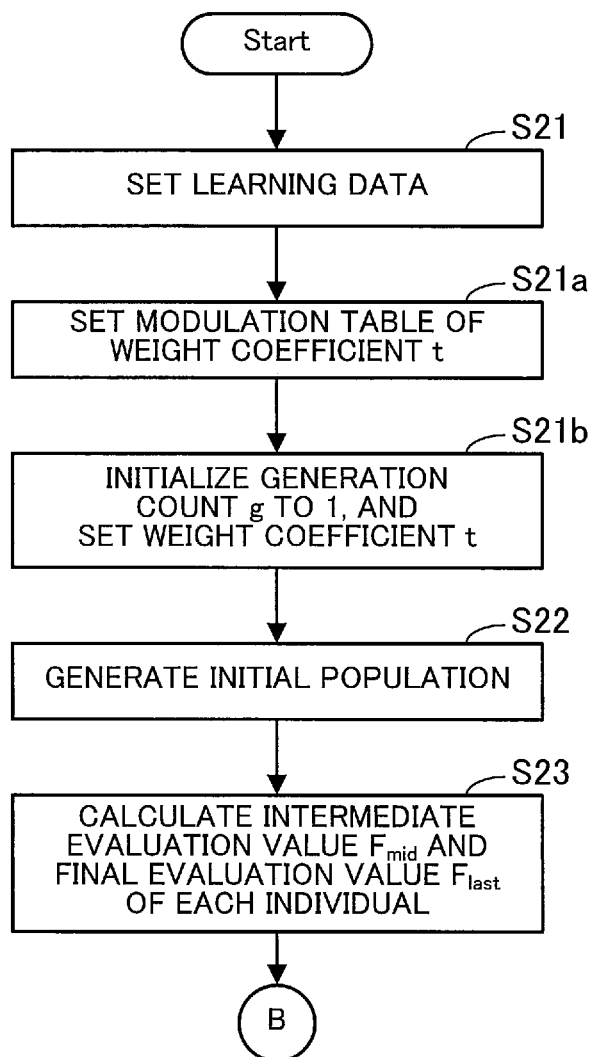 Start
S21
SET LEARNING DATA
S21a
SET MODULATION TABLE OF
WEIGHT COEFFICIENT t
S21b
INITIALIZE GENERATION
COUNT g TO 1, AND
SET WEIGHT COEFFICIENT t
S22
GENERATE INITIAL POPULATION
S23
CALCULATE INTERMEDIATE
EVALUATION VALUE Fmid AND
FINAL EVALUATION VALUE Flast
OF EACH INDIVIDUAL
B